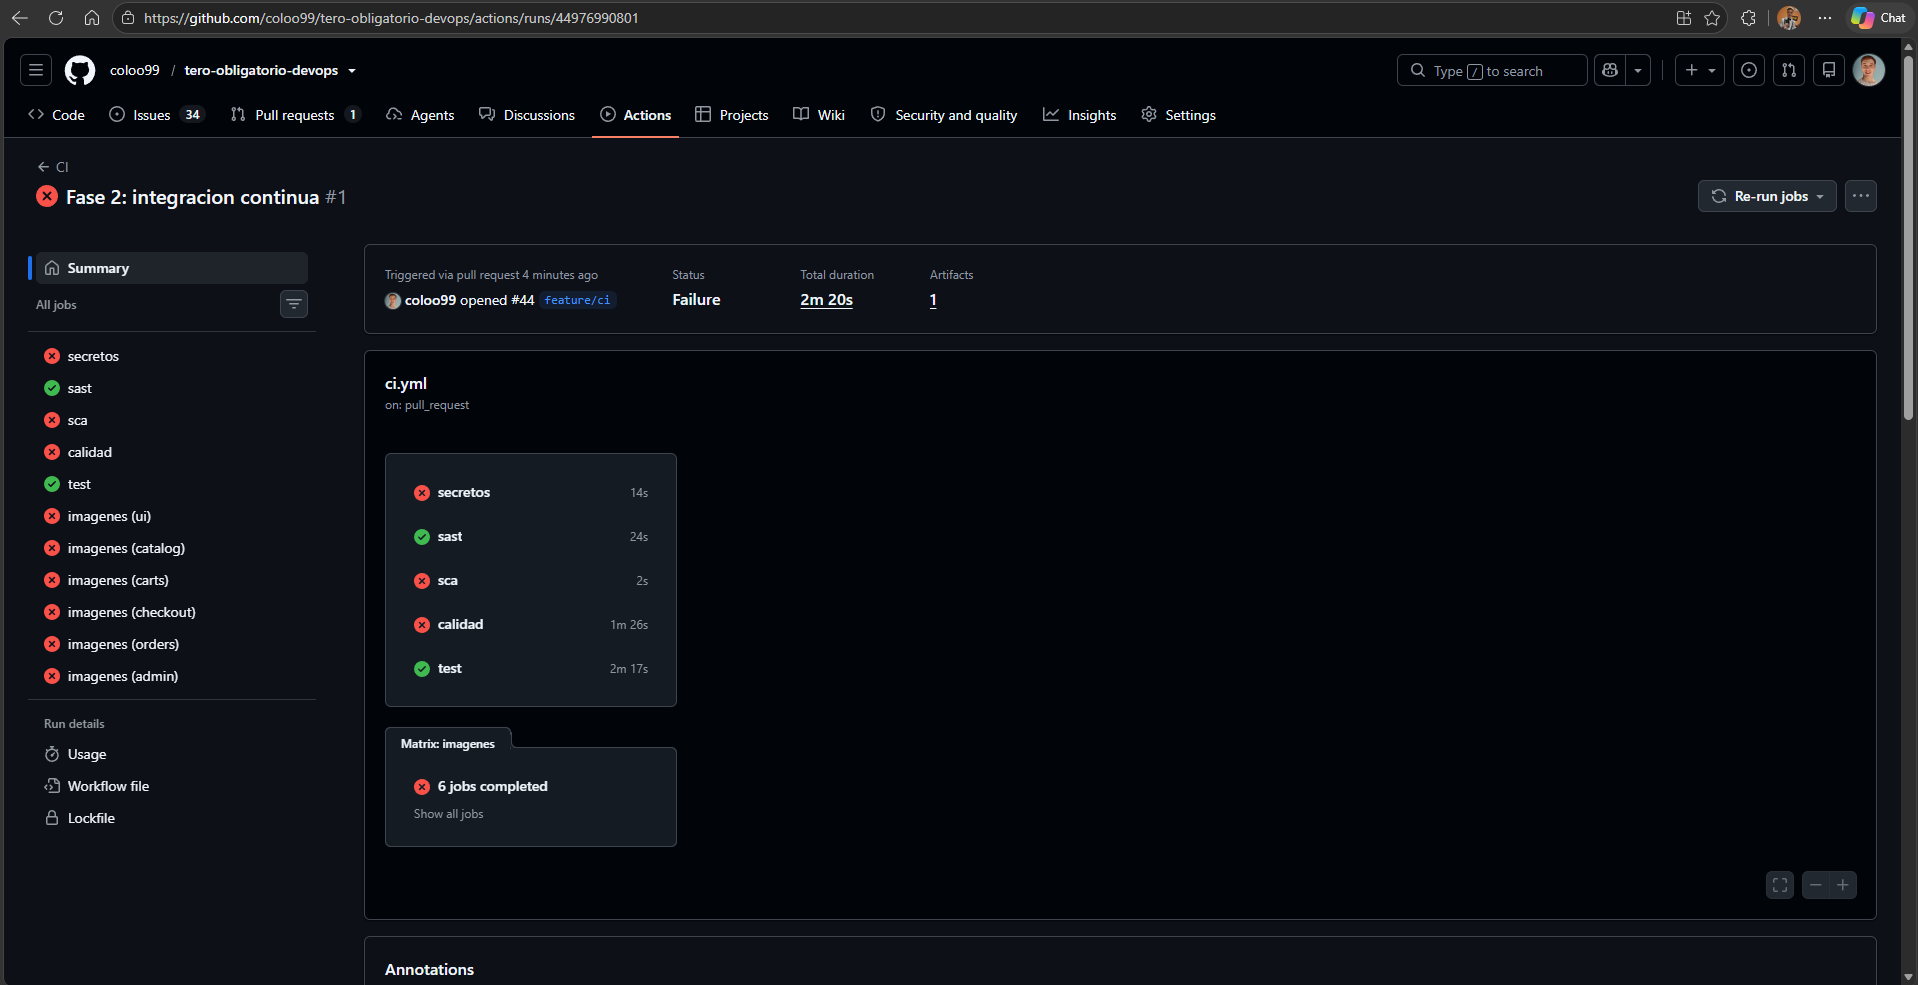 https://github.com/coloo99/tero-obligatorio-devops/actions/runs/44976990801
Chat
coloo99 / tero-obligatorio-devops
Type / to search
Code
Issues 34
Pull requests 1
Agents
Discussions
Actions
Projects
Wiki
Security and quality
Insights
Settings
CI
Fase 2: integracion continua #1
Re-run jobs
Summary
All jobs
secretos
sast
sca
calidad
test
imagenes (ui)
imagenes (catalog)
imagenes (carts)
imagenes (checkout)
imagenes (orders)
imagenes (admin)
Run details
Usage
Workflow file
Lockfile
Triggered via pull request 4 minutes ago
coloo99 opened #44 feature/ci
Status
Failure
Total duration
2m 20s
Artifacts
1
ci.yml
on: pull_request
secretos 14s
sast 24s
sca 2s
calidad 1m 26s
test 2m 17s
Matrix: imagenes
6 jobs completed
Show all jobs
Annotations